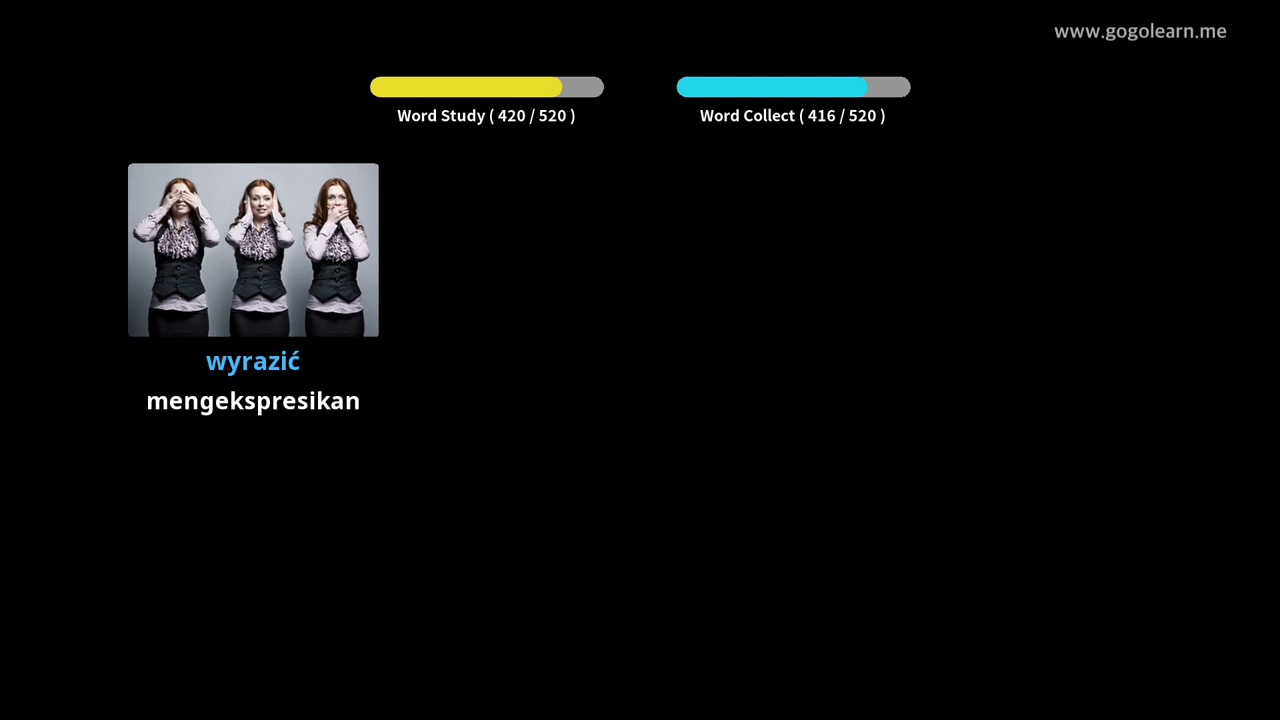 www.gogolearn.me
Word Study ( 420 / 520 )
Word Collect ( 416 / 520 )
wyrazić
mengekspresikan